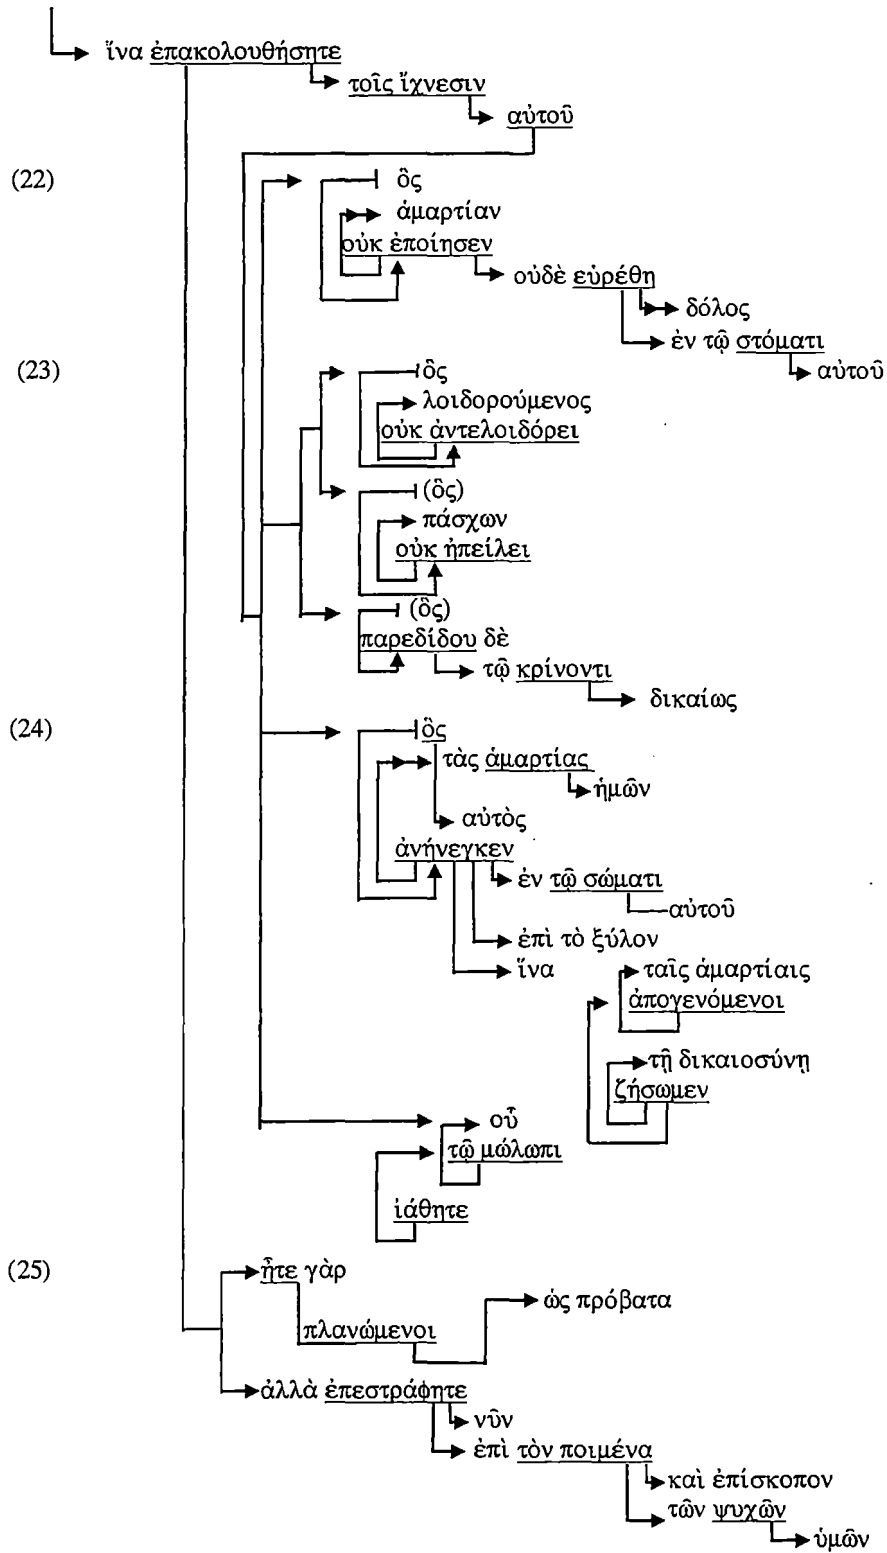 ἵνα ἐπακολουθήσητε
τοῖς ἴχνεσιν
αὐτοῦ
(22) ὃς
ἁμαρτίαν
οὐκ ἐποίησεν
οὐδὲ εὑρέθη
δόλος
ἐν τῷ στόματι
(23) ὃς αὐτοῦ
λοιδορούμενος
οὐκ ἀντελοιδόρει
(ὃς)
πάσχων
οὐκ ἠπείλει
(ὃς)
παρεδίδου δὲ
τῷ κρίνοντι
δικαίως
(24) ὃς
τὰς ἁμαρτίας
ἡμῶν
αὐτὸς
ἀνήνεγκεν
ἐν τῷ σώματι
αὐτοῦ
ἐπὶ τὸ ξύλον
ἵνα ταῖς ἁμαρτίαις
ἀπογενόμενοι
τῇ δικαιοσύνῃ
ζήσωμεν
οὗ
τῷ μώλωπι
ἰάθητε
(25) ἦτε γὰρ
ὡς πρόβατα
πλανώμενοι
ἀλλὰ ἐπεστράφητε
νῦν
ἐπὶ τὸν ποιμένα
καὶ ἐπίσκοπον
τῶν ψυχῶν
ὑμῶν